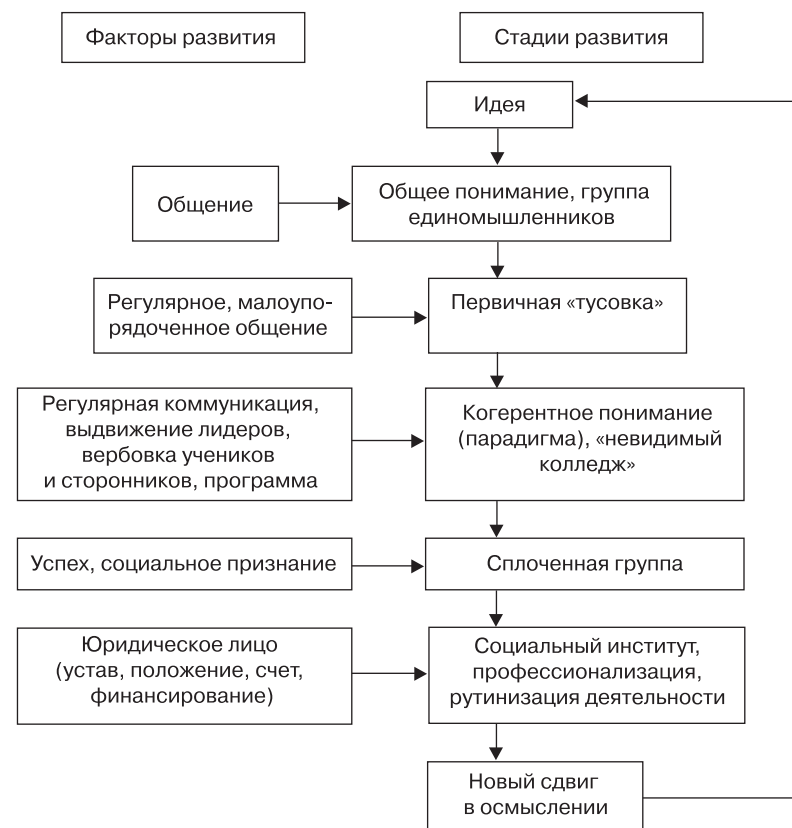 Факторы развития
Стадии развития
Идея
Общение
Общее понимание, группа
единомышленников
Регулярное, малоупо-
рядоченное общение
Первичная «тусовка»
Регулярная коммуникация,
выдвижение лидеров,
вербовка учеников
и сторонников, программа
Когерентное понимание
(парадигма), «невидимый
колледж»
Успех, социальное признание
Сплоченная группа
Юридическое лицо
(устав, положение, счет,
финансирование)
Социальный институт,
профессионализация,
рутинизация деятельности
Новый сдвиг
в осмыслении